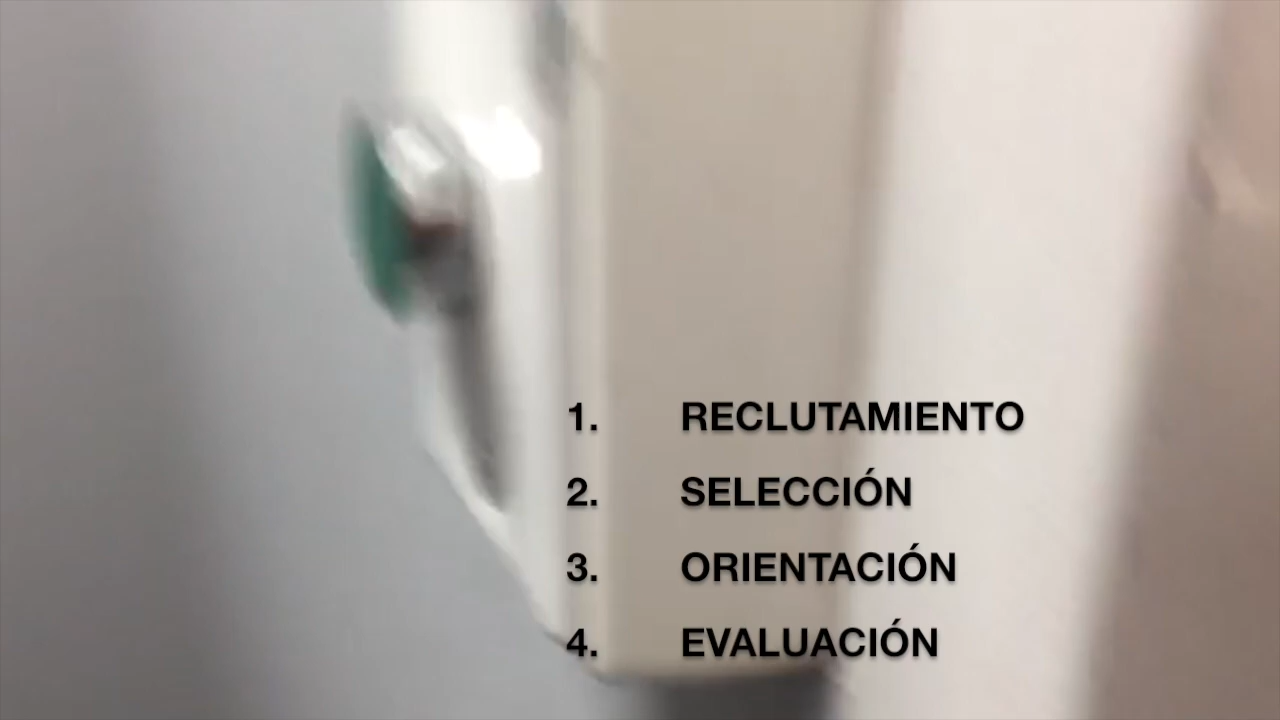 1. RECLUTAMIENTO
2. SELECCIÓN
3. ORIENTACIÓN
4. EVALUACIÓN